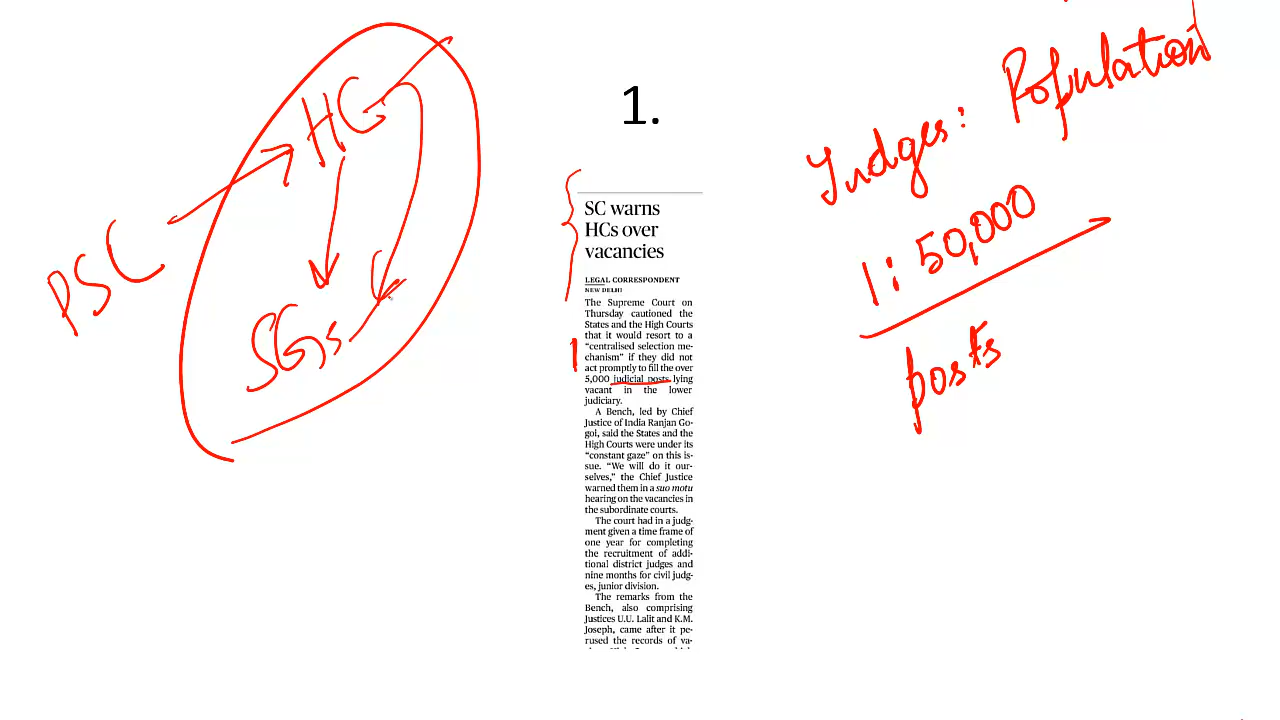 1.
HC
PSC
SCs
Judges: Population
1: 50,000
posts
SC warns
HCs over
vacancies
LEGAL CORRESPONDENT
NEW DELHI
The Supreme Court on
Thursday cautioned the
States and the High Courts
that it would resort to a
“centralised selection me-
chanism” if they did not
act promptly to fill the over
5,000 judicial posts lying
vacant in the lower
judiciary.
A Bench, led by Chief
Justice of India Ranjan Go-
goi, said the States and the
High Courts were under its
“constant gaze” on this is-
sue. “We will do it our-
selves,” the Chief Justice
warned them in a suo motu
hearing on the vacancies in
the subordinate courts.
The court had in a judg-
ment given a time frame of
one year for completing
the recruitment of addi-
tional district judges and
nine months for civil judg-
es, junior division.
The remarks from the
Bench, also comprising
Justices U.U. Lalit and K.M.
Joseph, came after it pe-
rused the records of va-